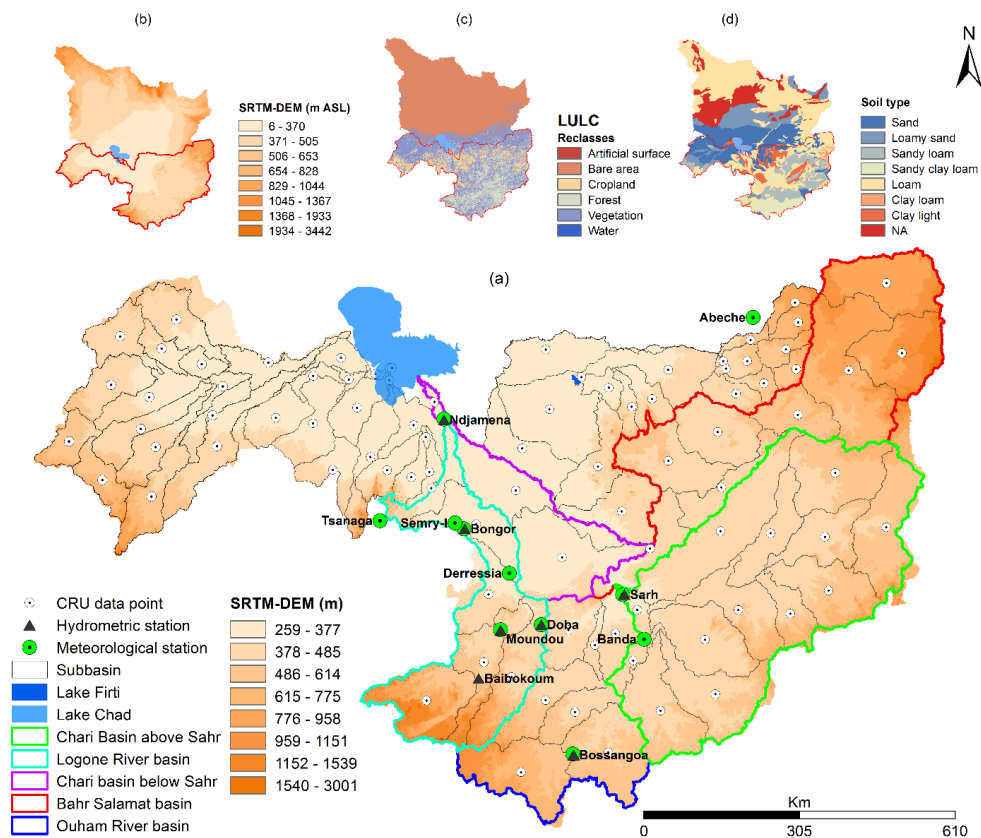 (b)
(c)
(d)
N
SRTM-DEM (m ASL)
6 - 370
371 - 505
506 - 653
654 - 828
829 - 1044
1045 - 1367
1368 - 1933
1934 - 3442
LULC
Reclasses
Artificial surface
Bare area
Cropland
Forest
Vegetation
Water
Soil type
Sand
Loamy sand
Sandy loam
Sandy clay loam
Loam
Clay loam
Clay light
NA
(a)
Abeche
Ndjamena
Tsanaga
Semry-I
Bongor
Derressia
Sarh
Doba
Moundou
Banda
Baibokoum
Bossangoa
CRU data point
Hydrometric station
Meteorological station
Subbasin
Lake Firti
Lake Chad
Chari Basin above Sahr
Logone River basin
Chari basin below Sahr
Bahr Salamat basin
Ouham River basin
SRTM-DEM (m)
259 - 377
378 - 485
486 - 614
615 - 775
776 - 958
959 - 1151
1152 - 1539
1540 - 3001
Km
0 305 610